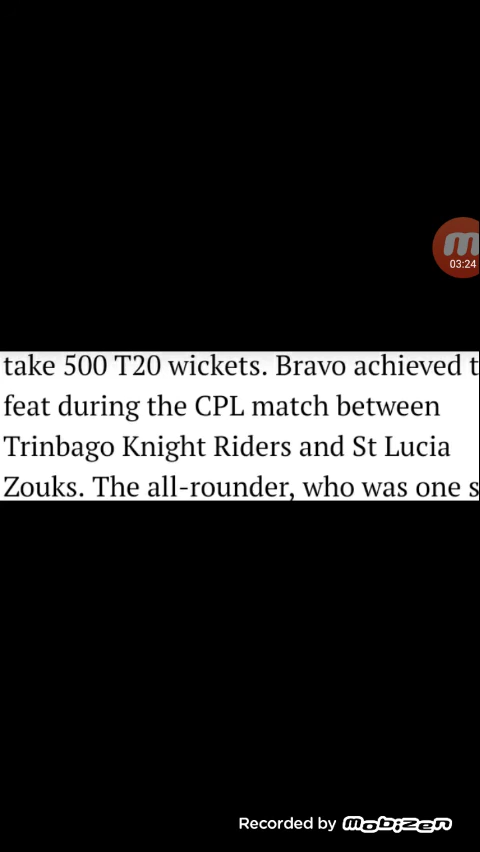 03:24
take 500 T20 wickets. Bravo achieved t
feat during the CPL match between
Trinbago Knight Riders and St Lucia
Zouks. The all-rounder, who was one s
Recorded by Mobizen